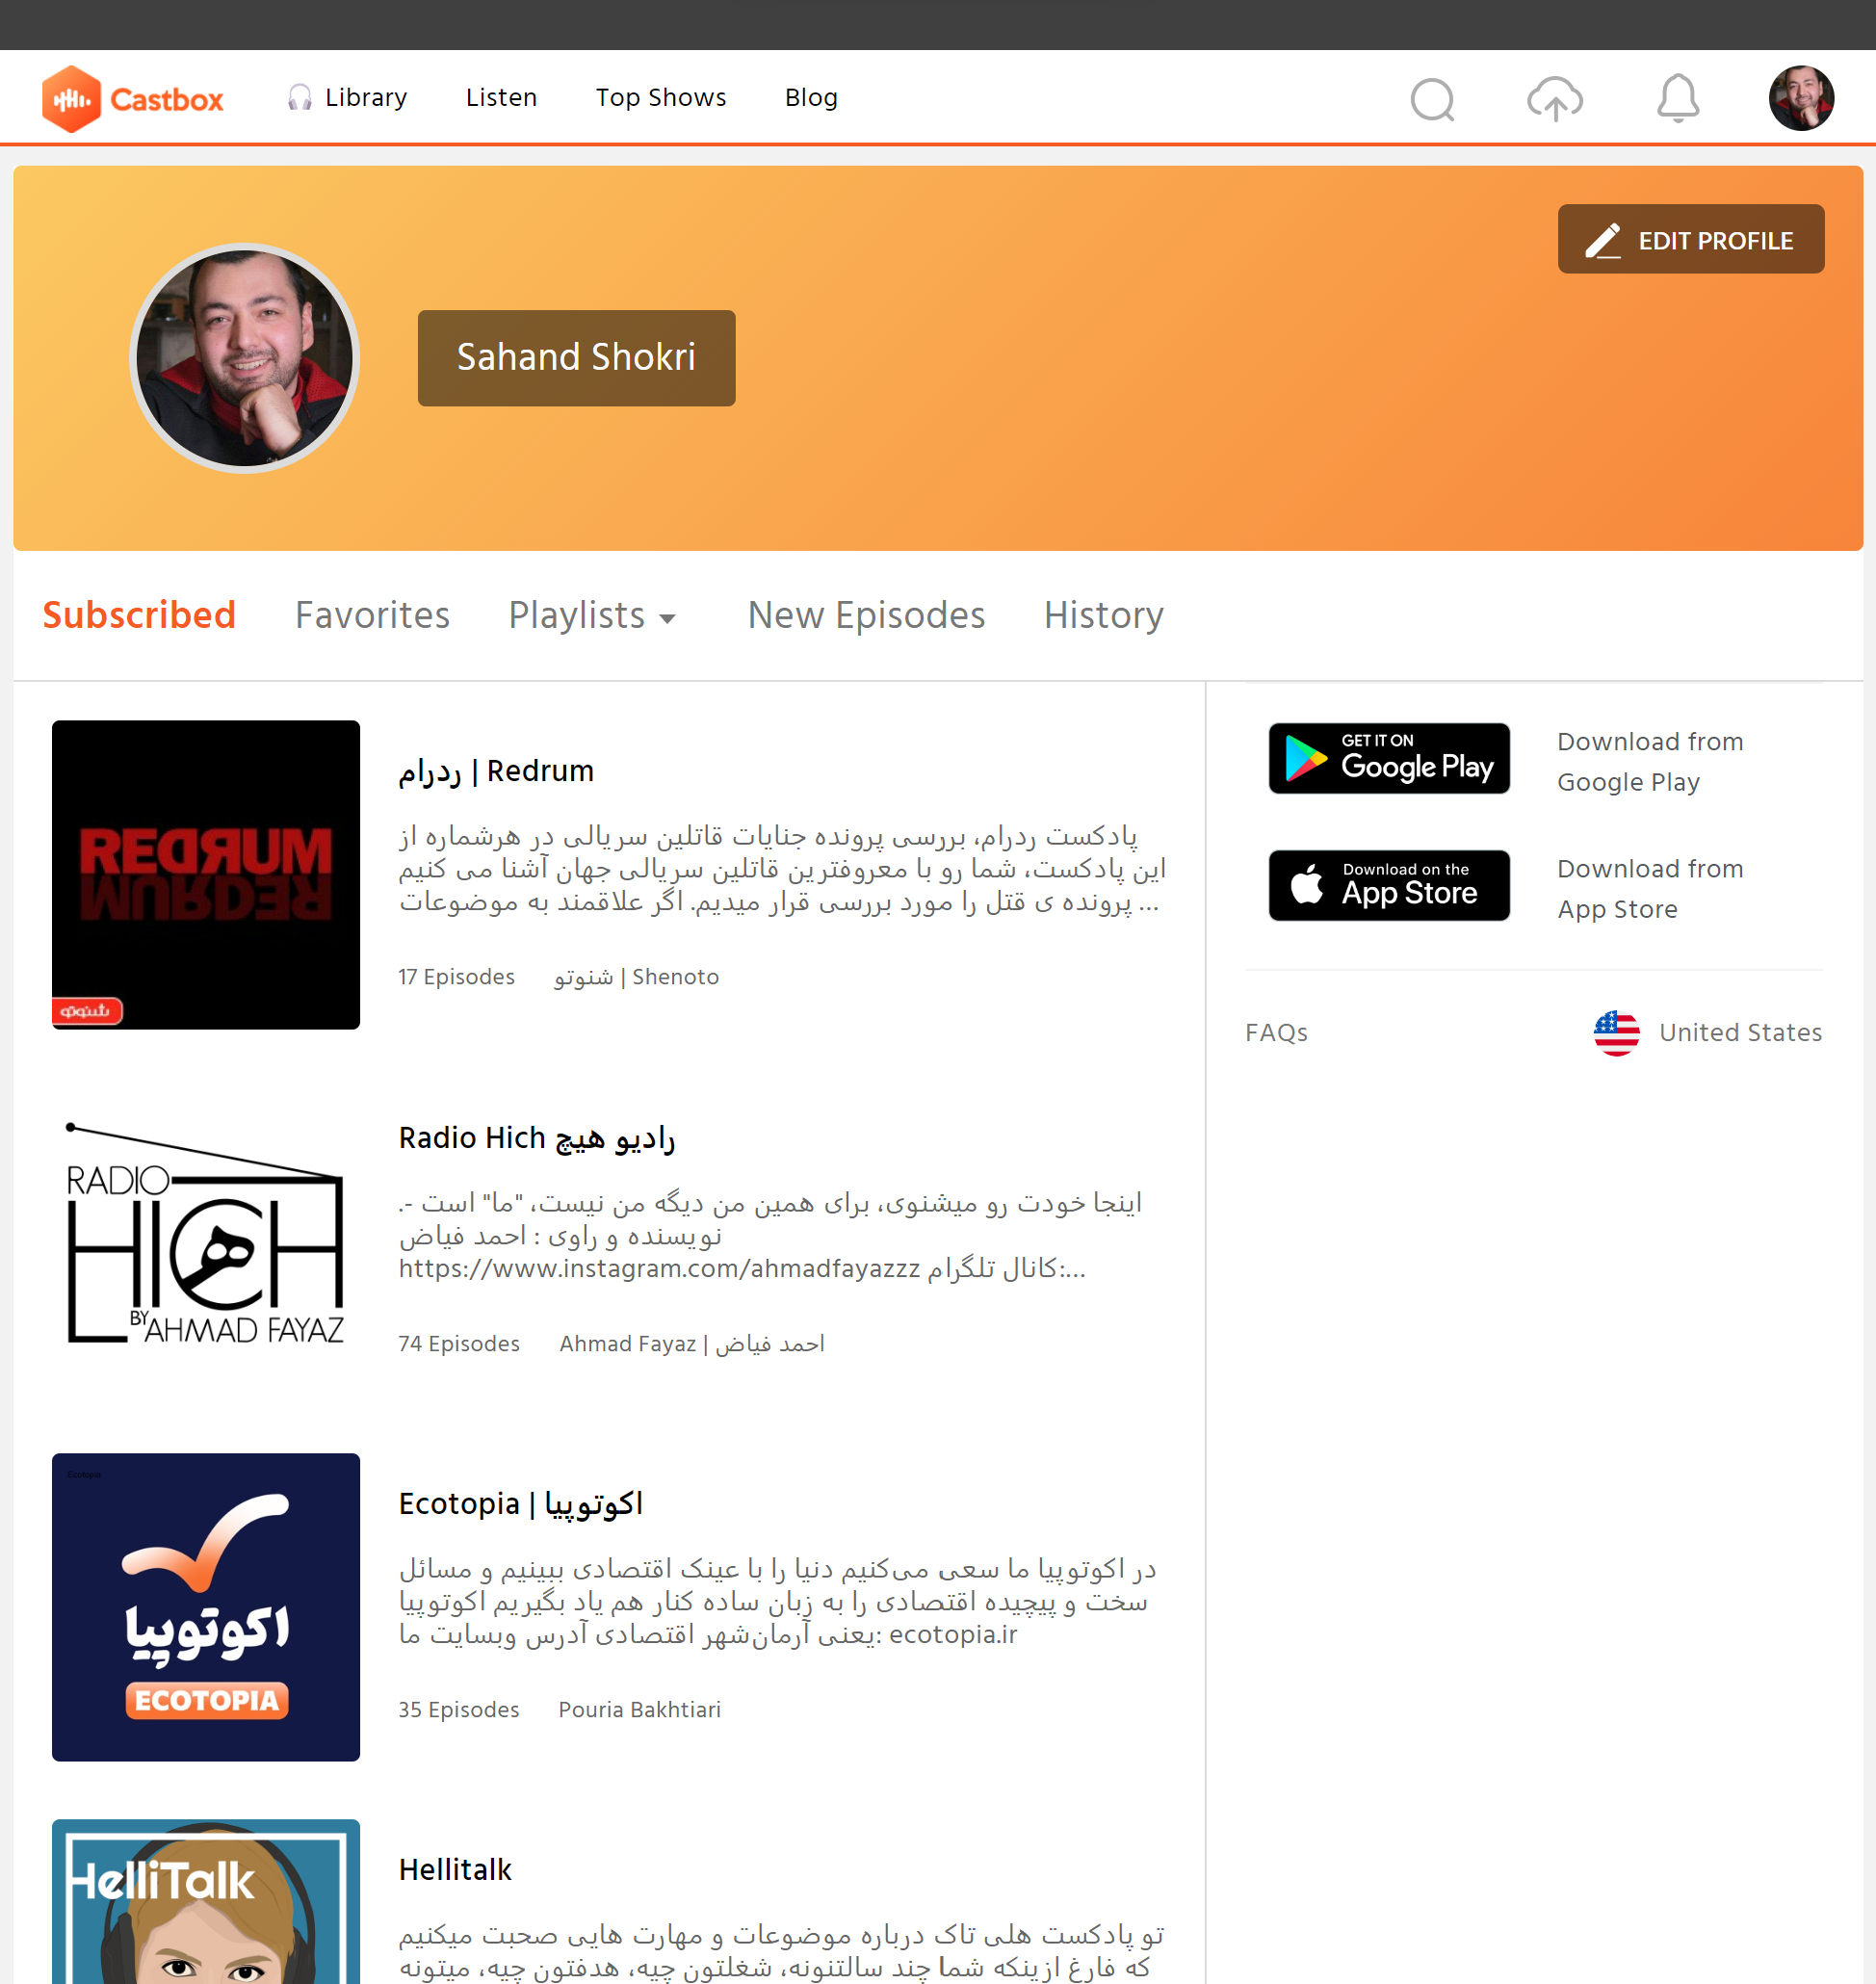 Castbox
Library
Listen
Top Shows
Blog
EDIT PROFILE
Sahand Shokri
Subscribed
Favorites
Playlists
New Episodes
History
REDRUM
REDRUM
شنوتو
ردرام | Redrum
پادکست ردرام، بررسی پرونده جنایات قاتلین سریالی در هرشماره از
این پادکست، شما رو با معروفترین قاتلین سریالی جهان آشنا می کنیم
پرونده ی قتل را مورد بررسی قرار میدیم. اگر علاقمند به موضوعات ...
17 Episodes
شنوتو | Shenoto
RADIO
HICH
BY AHMAD FAYAZ
Radio Hich رادیو هیچ
اینجا خودت رو میشنوی، برای همین من دیگه من نیست، "ما" است -.
نویسنده و راوی : احمد فیاض
https://www.instagram.com/ahmadfayazzz کانال تلگرام:...
74 Episodes
Ahmad Fayaz | احمد فیاض
Ecotopia
اکوتوپیا
ECOTOPIA
Ecotopia | اکوتوپیا
در اکوتوپیا ما سعی می‌کنیم دنیا را با عینک اقتصادی ببینیم و مسائل
سخت و پیچیده اقتصادی را به زبان ساده کنار هم یاد بگیریم اکوتوپیا
یعنی آرمان‌شهر اقتصادی آدرس وبسایت ما: ecotopia.ir
35 Episodes
Pouria Bakhtiari
HelliTalk
Hellitalk
تو پادکست هلی تاک درباره موضوعات و مهارت هایی صحبت میکنیم
که فارغ ازینکه شما چند سالتنونه، شغلتون چیه، هدفتون چیه، میتونه
GET IT ON
Google Play
Download from
Google Play
Download on the
App Store
Download from
App Store
FAQs
United States